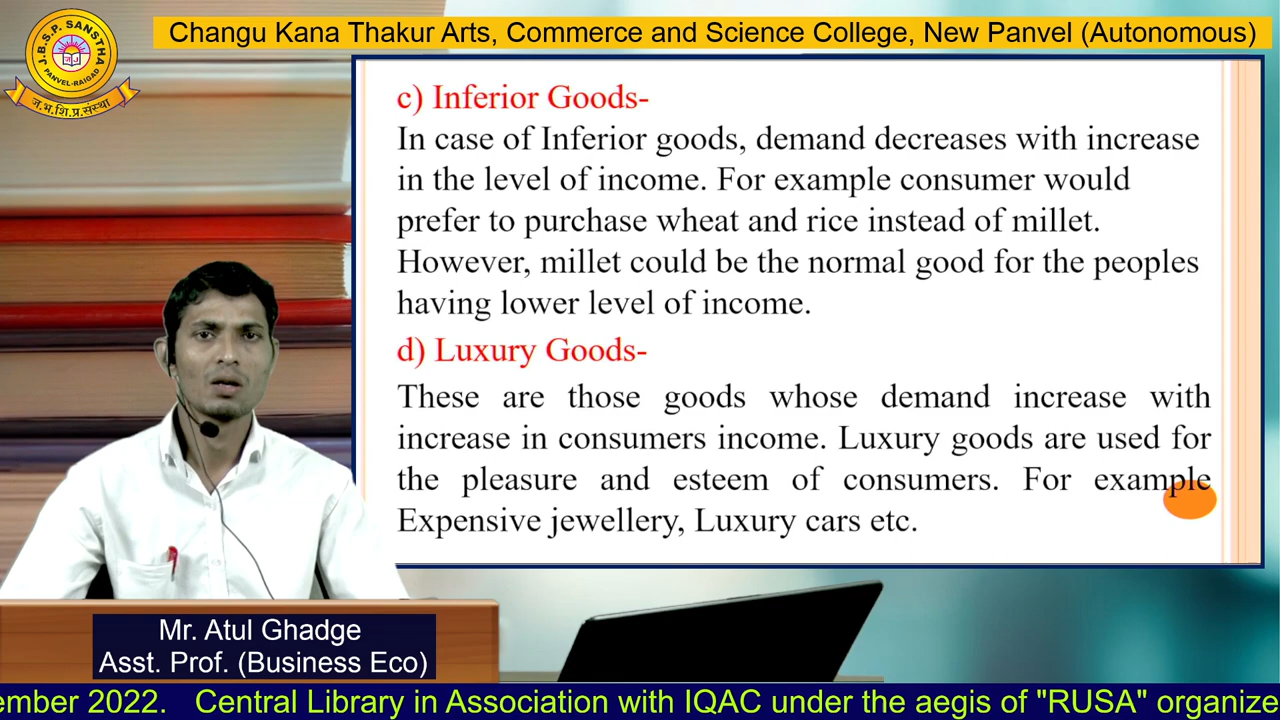 Changu Kana Thakur Arts, Commerce and Science College, New Panvel (Autonomous)
J.B.S.P. SANSTHA
PANVEL-RAIGAD
ज.भ.शि.प्र.संस्था
c) Inferior Goods-
In case of Inferior goods, demand decreases with increase
in the level of income. For example consumer would
prefer to purchase wheat and rice instead of millet.
However, millet could be the normal good for the peoples
having lower level of income.
d) Luxury Goods-
These are those goods whose demand increase with
increase in consumers income. Luxury goods are used for
the pleasure and esteem of consumers. For example
Expensive jewellery, Luxury cars etc.
Mr. Atul Ghadge
Asst. Prof. (Business Eco)
ember 2022. Central Library in Association with IQAC under the aegis of "RUSA" organize